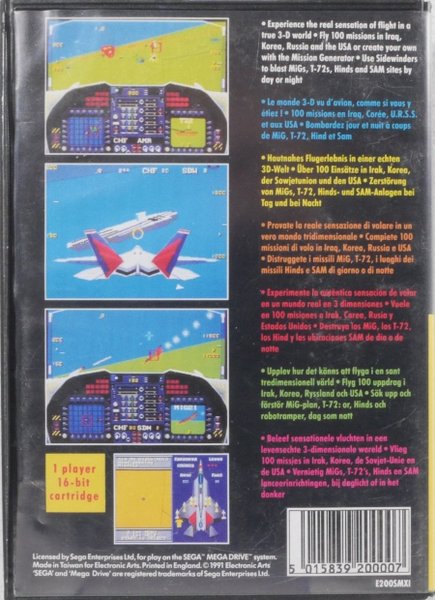 • Experience the real sensation of flight in a
true 3-D world • Fly 100 missions in Iraq,
Korea, Russia and the USA or create your own
with the Mission Generator • Use Sidewinders
to blast MiGs, T-72s, Hinds and SAM sites by
day or night
• Le monde 3-D vu d'avion, comme si vous y
étiez ! • 100 missions en Iraq, Corée, U.R.S.S.
et aux USA • Bombardez jour et nuit à coups
de MiG, T-72, Hind et Sam
• Hautnahes Flugerlebnis in einer echten
3D-Welt • Über 100 Einsätze in Irak, Korea,
der Sowjetunion und den USA • Zerstörung
von MiGs, T-72, Hinds- und SAM-Anlagen bei
Tag und bei Nacht
• Provate la reale sensazione di volare in un
vero mondo tridimensionale • Compiete 100
missioni di volo in Iraq, Korea, Russia e USA
• Distruggete i missili MiG, T-72, i luoghi dei
missili Hinds e SAM di giorno o di notte
• Experimente la auténtica sensación de volar
en un mundo real en 3 dimensiones • Vuele
en 100 misiones a Irak, Corea, Rusia y
Estados Unidos • Destruya los MiG, los T-72,
los Hind y las ubicaciones SAM de día o de
noche
• Upplev hur det känns att flyga i en sant
tredimensionell värld • Flyg 100 uppdrag i
Irak, Korea, Ryssland och USA • Sök upp och
förstör MiG-plan, T-72: or, Hinds och
robotramper, dag som natt
• Beleef sensationele vluchten in een
levensechte 3-dimensionale wereld • Vlieg
100 missies in Irak, Korea, de Sovjet-Unie en
de USA • Vernietig MiGs, T-72's, Hinds en SAM
lanceerinrichtingen, bij daglicht of in het
donker
CHF AMR
CHF SDW
MIG21
CHF SDW
1 player
16-bit
cartridge
Licensed by Sega Enterprises Ltd, for play on the SEGA™ MEGA DRIVE™ system.
Made in Taiwan for Electronic Arts. Printed in England. © 1991 Electronic Arts
'SEGA' and 'Mega Drive' are registered trademarks of Sega Enterprises Ltd.
5 015839 200007
E200SMXI